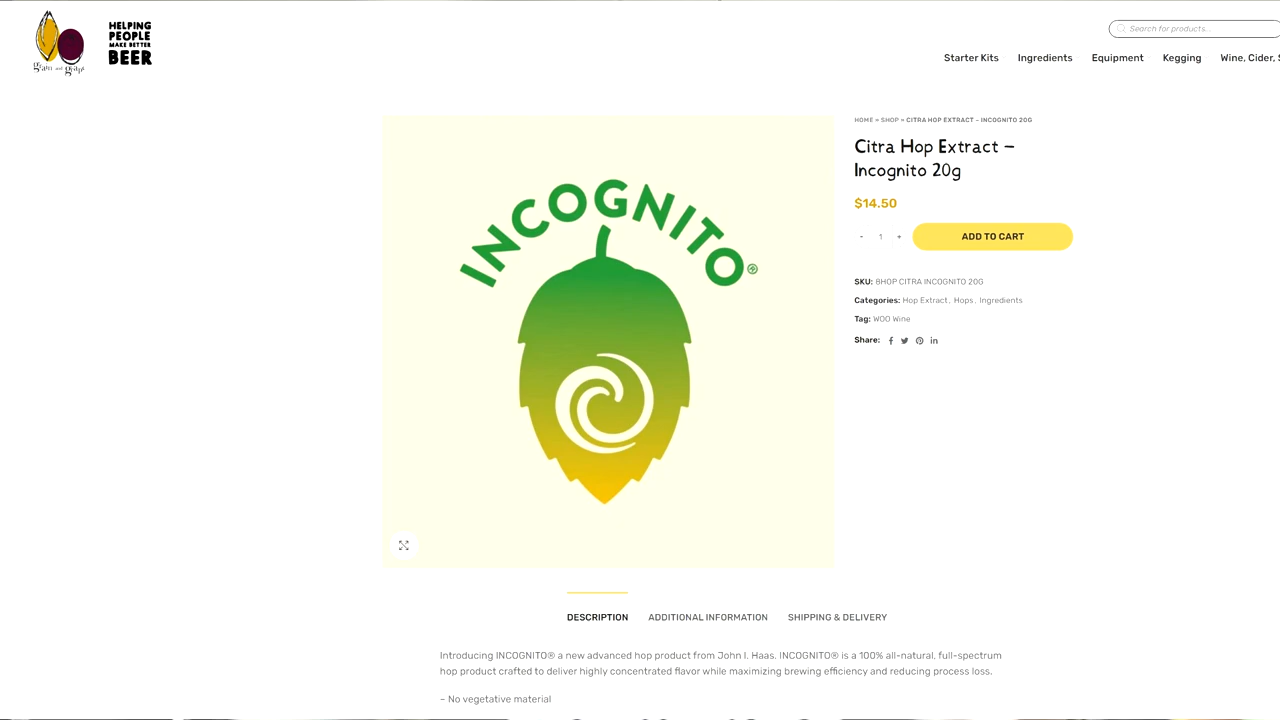 HELPING
PEOPLE
MAKE BETTER
BEER
grain and grape
Search for products. .
Starter Kits Ingredients Equipment Kegging Wine, Cider,
HOME » SHOP » CITRA HOP EXTRACT – INCOGNITO 20G
Citra Hop Extract –
Incognito 20g
$14.50
- 1 + ADD TO CART
INCOGNITO®
SKU: 8HOP CITRA INCOGNITO 20G
Categories: Hop Extract, Hops, Ingredients
Tag: WOO Wine
Share:
DESCRIPTION ADDITIONAL INFORMATION SHIPPING & DELIVERY
Introducing INCOGNITO® a new advanced hop product from John I. Haas. INCOGNITO® is a 100% all-natural, full-spectrum
hop product crafted to deliver highly concentrated flavor while maximizing brewing efficiency and reducing process loss.
– No vegetative material